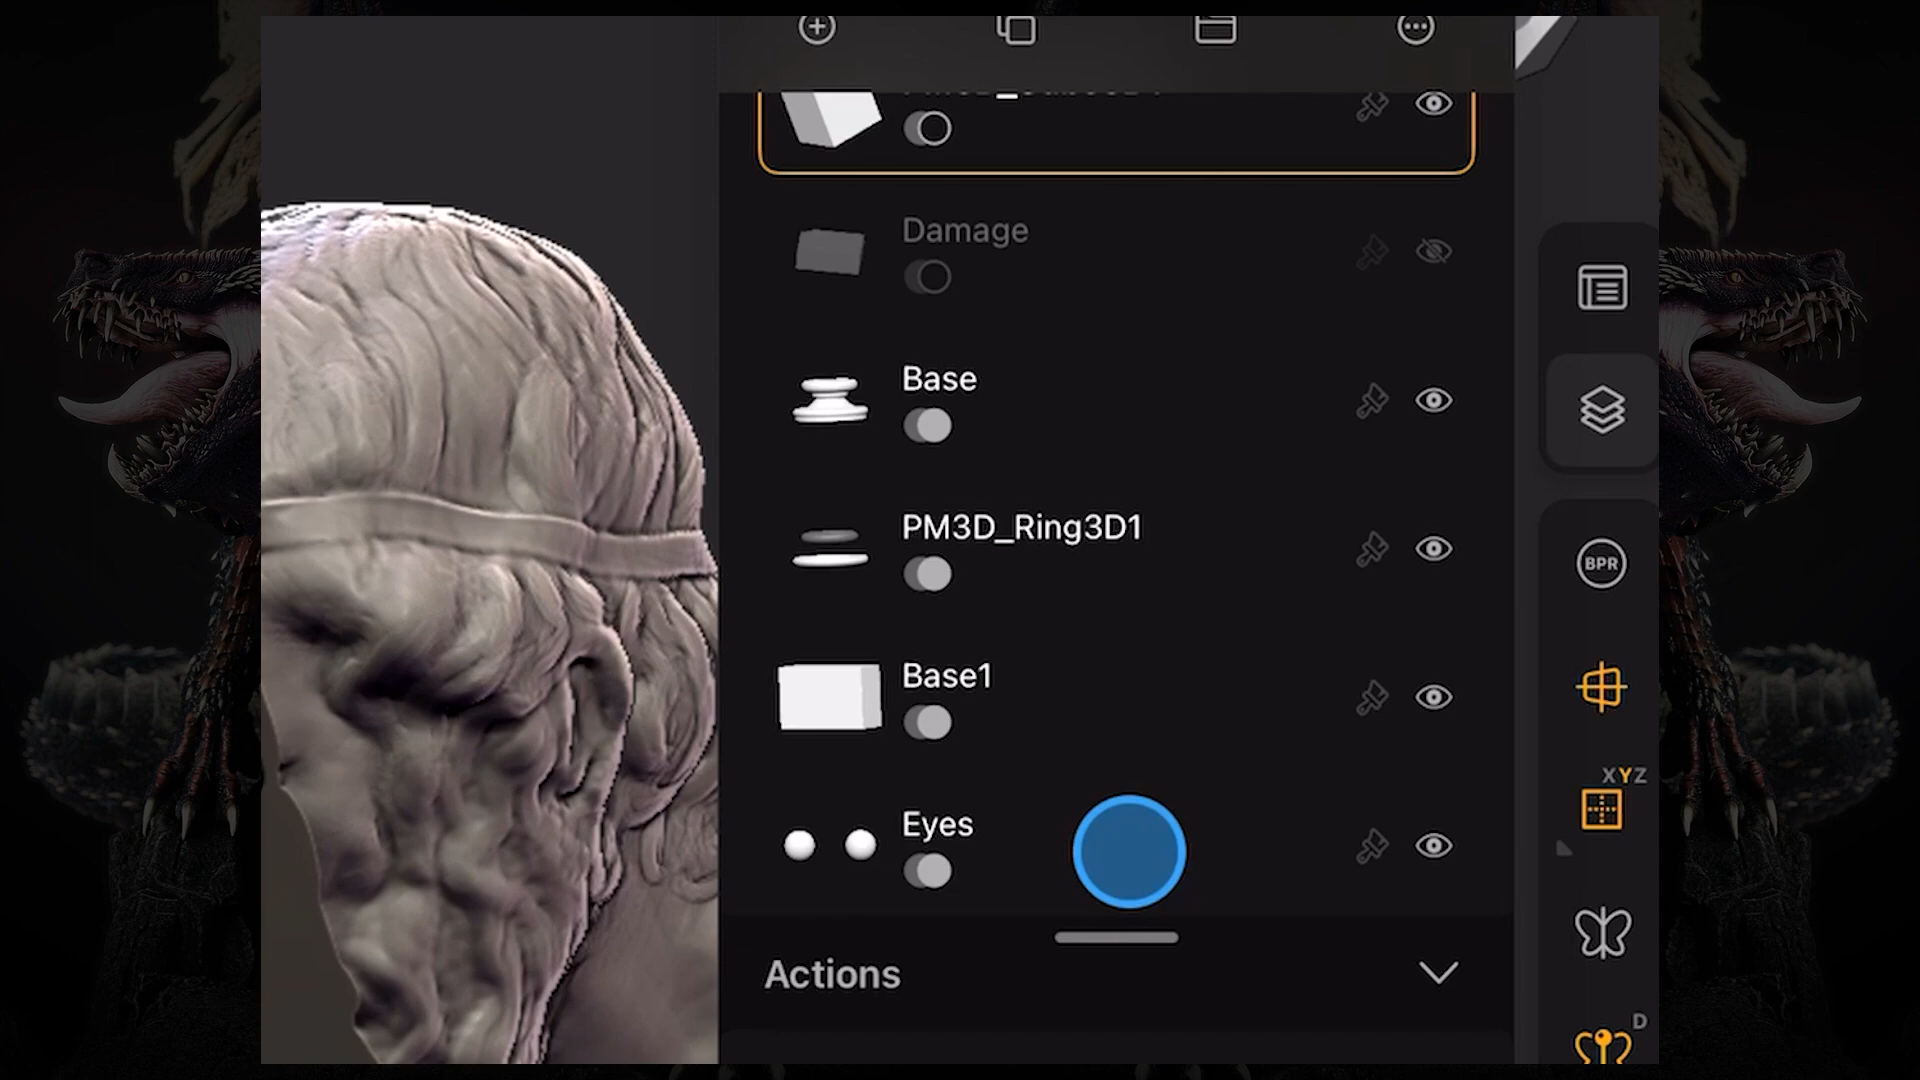 Damage
Base
PM3D_Ring3D1
Base1
Eyes
Actions
BPR
XYZ
D